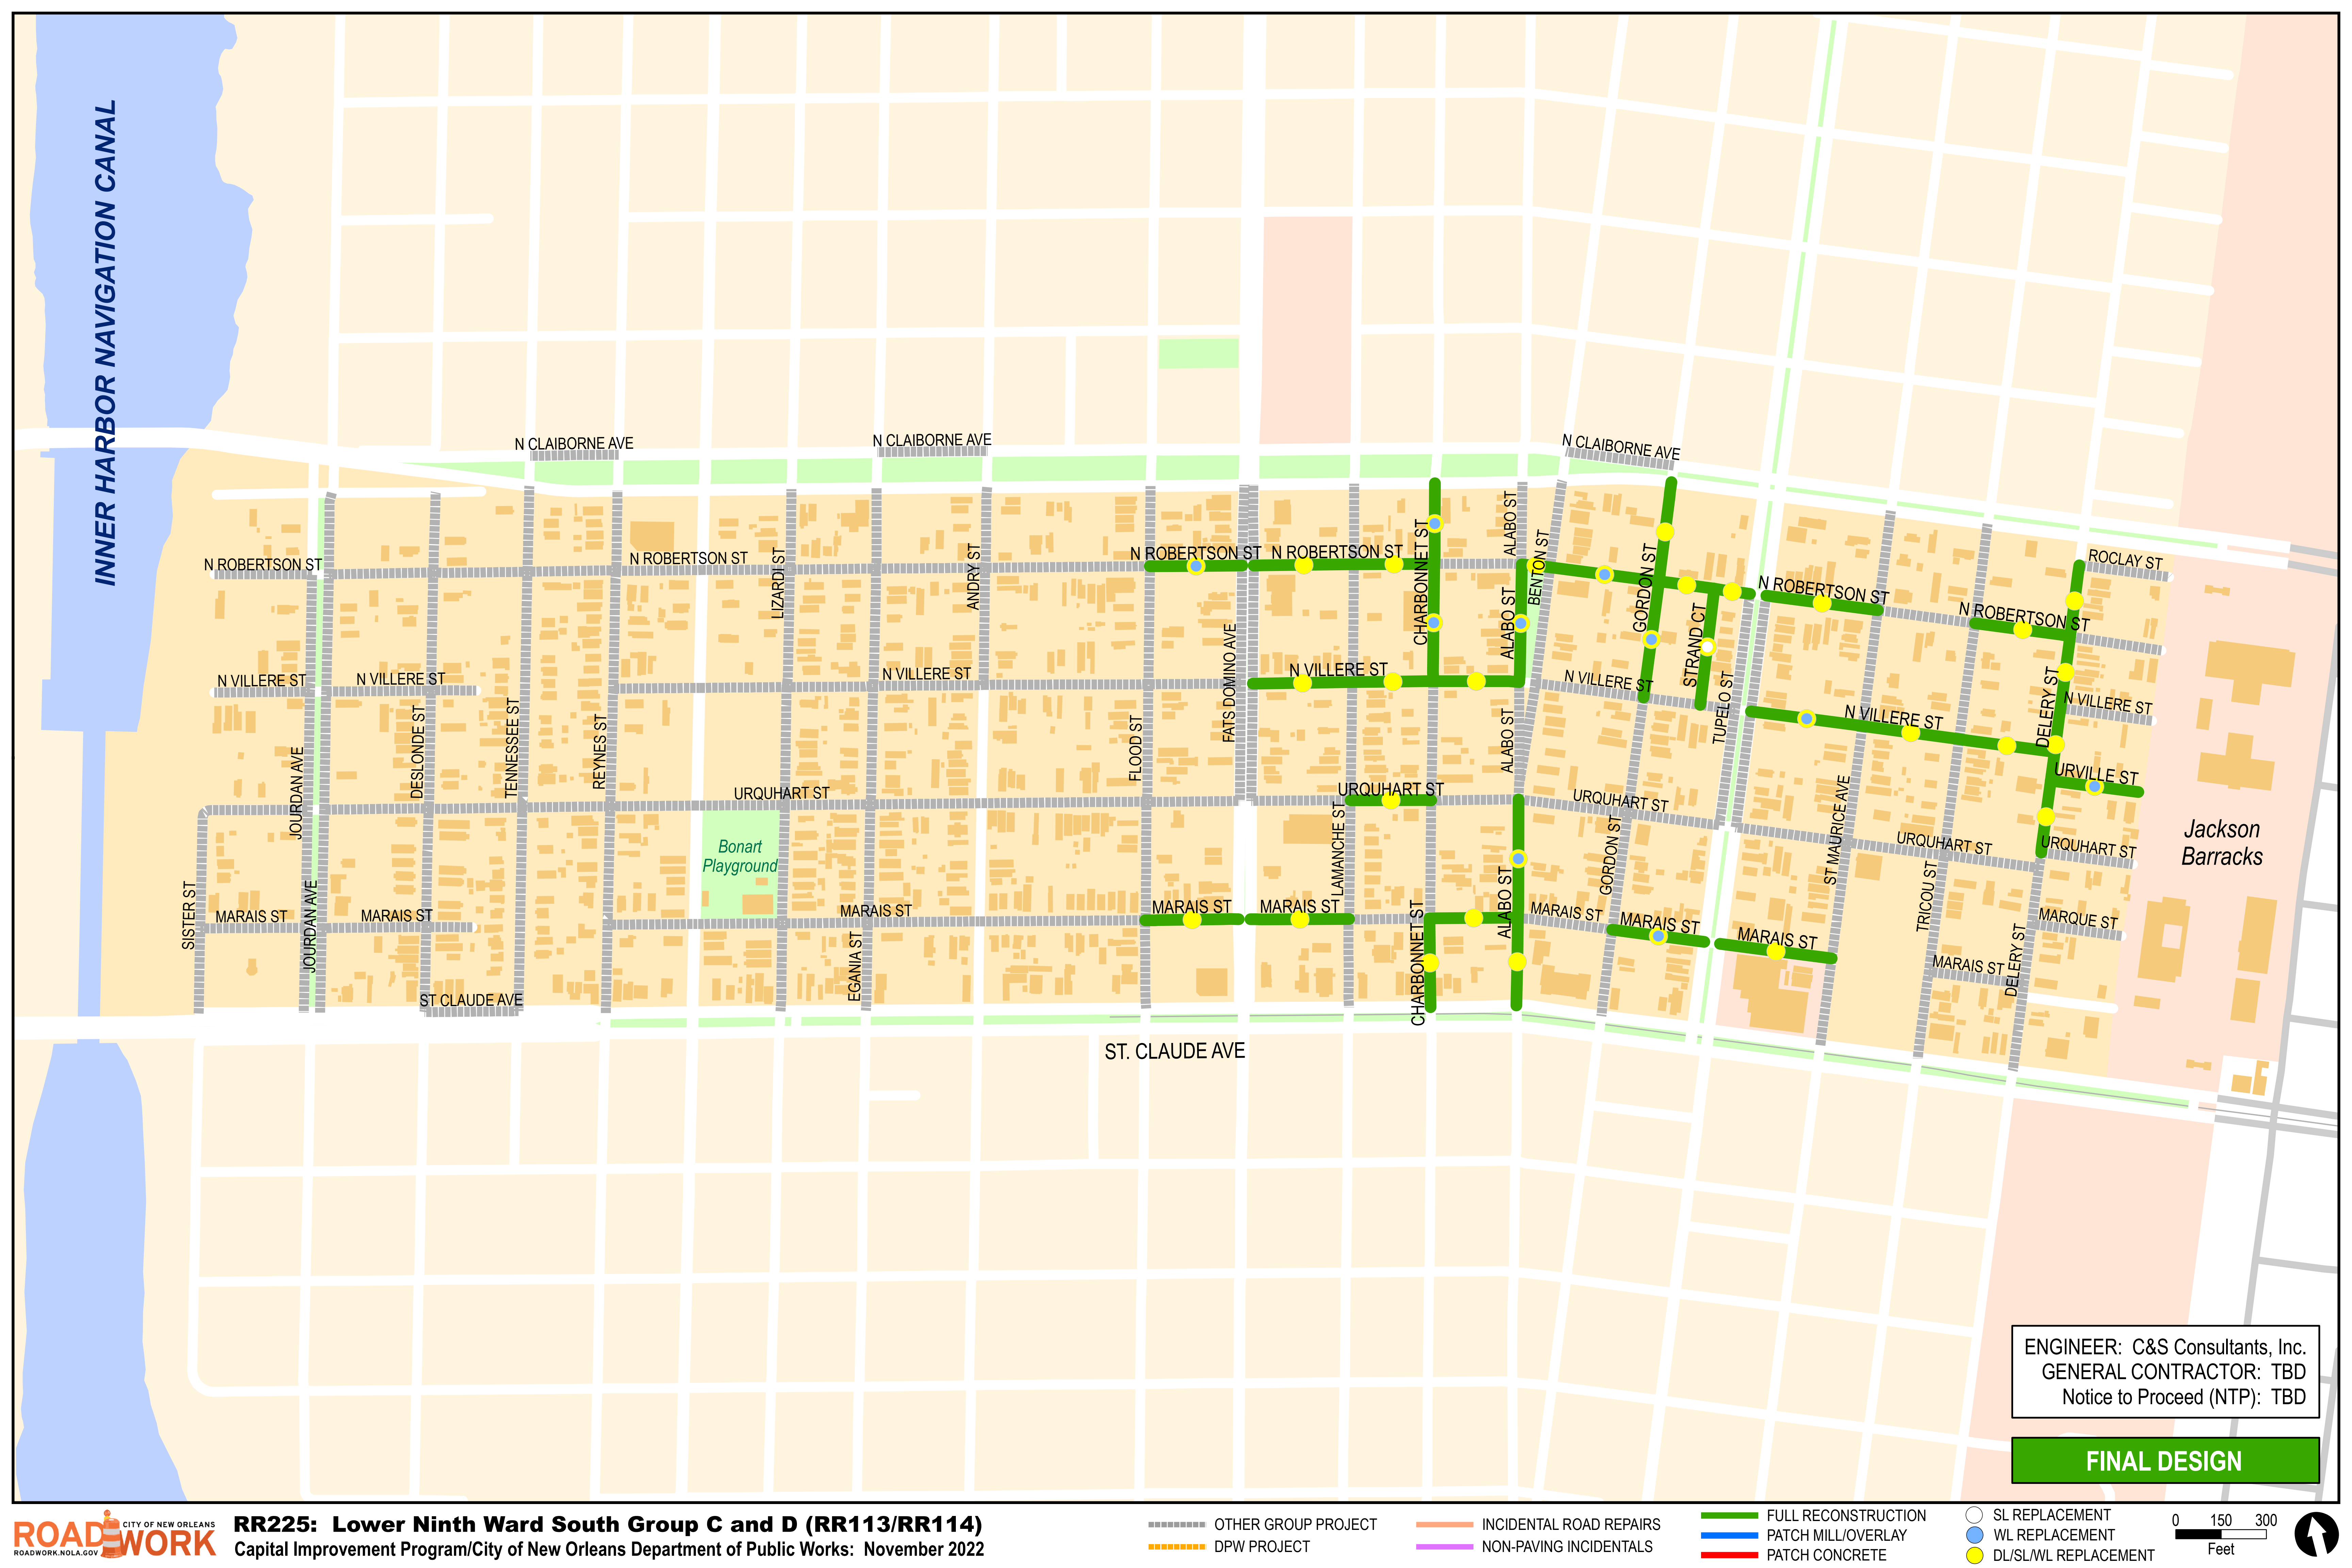 INNER HARBOR NAVIGATION CANAL
N CLAIBORNE AVE
N CLAIBORNE AVE
N CLAIBORNE AVE
N ROBERTSON ST
N ROBERTSON ST
N ROBERTSON ST
N ROBERTSON ST
N ROBERTSON ST
N ROBERTSON ST
ROCLAY ST
LIZARDI ST
ANDRY ST
CHARBONNET ST
ALABO ST
ALABO ST
BENTON ST
GORDON ST
STRAND CT
TUPELO ST
N VILLERE ST
N VILLERE ST
N VILLERE ST
N VILLERE ST
N VILLERE ST
N VILLERE ST
N VILLERE ST
JOURDAN AVE
DESLONDE ST
TENNESSEE ST
REYNES ST
FLOOD ST
FATS DOMINO AVE
ALABO ST
DELERY ST
URVILLE ST
URQUHART ST
URQUHART ST
URQUHART ST
URQUHART ST
URQUHART ST
LAMANCHE ST
GORDON ST
ST MAURICE AVE
TRICOU ST
Jackson
Barracks
Bonart
Playground
SISTER ST
JOURDAN AVE
MARAIS ST
MARAIS ST
MARAIS ST
MARAIS ST
MARAIS ST
MARAIS ST
MARAIS ST
MARAIS ST
MARAIS ST
MARQUE ST
EGANIA ST
CHARBONNET ST
ALABO ST
DELERY ST
ST CLAUDE AVE
ST. CLAUDE AVE
ENGINEER: C&S Consultants, Inc.
GENERAL CONTRACTOR: TBD
Notice to Proceed (NTP): TBD
FINAL DESIGN
ROADWORK
CITY OF NEW ORLEANS
ROADWORK.NOLA.GOV
RR225: Lower Ninth Ward South Group C and D (RR113/RR114)
Capital Improvement Program/City of New Orleans Department of Public Works: November 2022
OTHER GROUP PROJECT
DPW PROJECT
INCIDENTAL ROAD REPAIRS
NON-PAVING INCIDENTALS
FULL RECONSTRUCTION
PATCH MILL/OVERLAY
PATCH CONCRETE
SL REPLACEMENT
WL REPLACEMENT
DL/SL/WL REPLACEMENT
0 150 300
Feet